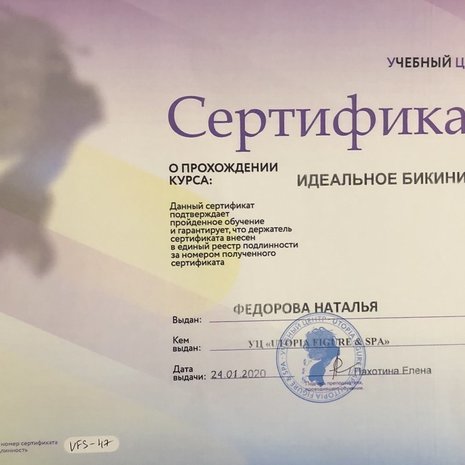 УЧЕБНЫЙ Ц
Сертифика
О ПРОХОЖДЕНИИ
КУРСА:
ИДЕАЛЬНОЕ БИКИНИ
Данный сертификат
подтверждает
пройденное обучение
и гарантирует, что держатель
сертификата внесен
в единый реестр подлинности
за номером полученного
сертификата
ФЕДОРОВА НАТАЛЬЯ
Выдан:
Кем
выдан:
УЦ «UTOPIA FIGURE & SPA»
Дата
выдачи:
24.01.2020
Пахотина Елена
номер сертификата
длинность
VFS-47